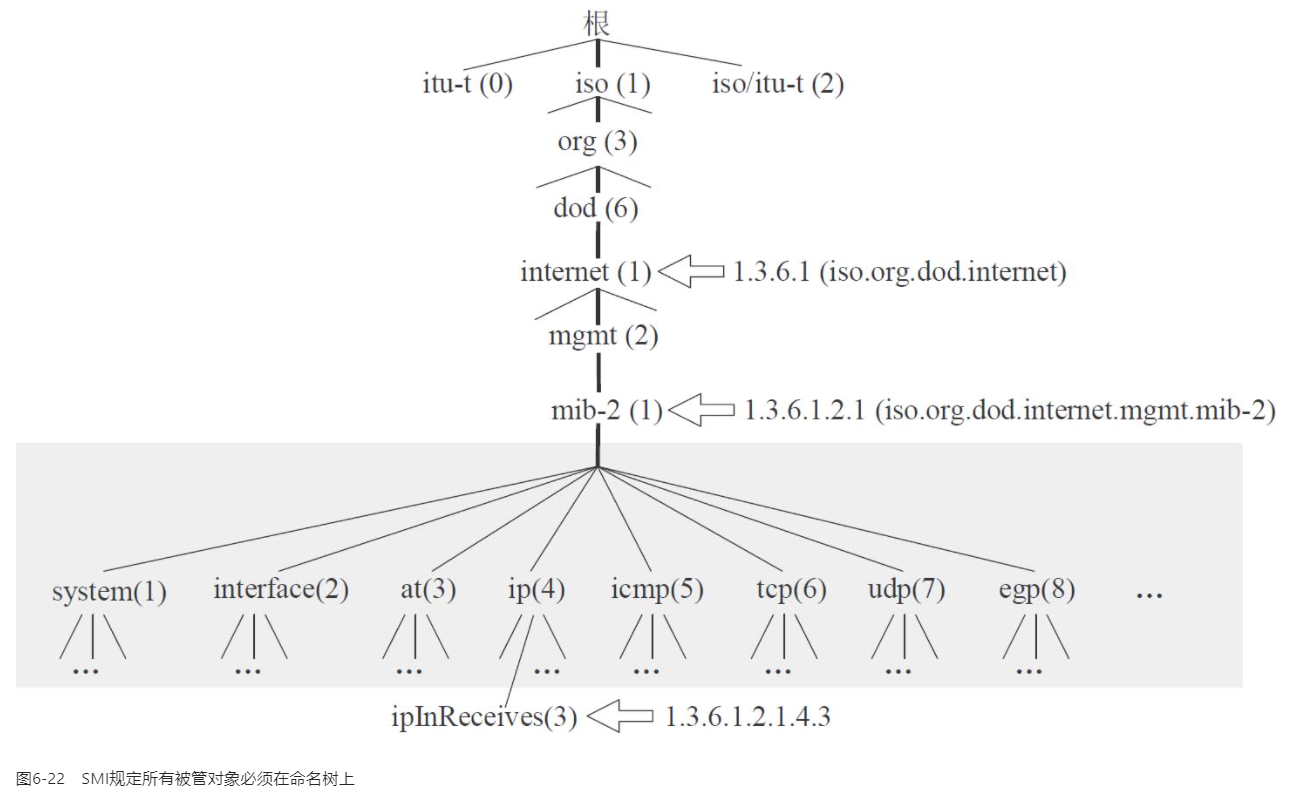 根
itu-t (0) iso (1) iso/itu-t (2)
org (3)
dod (6)
internet (1) 1.3.6.1 (iso.org.dod.internet)
mgmt (2)
mib-2 (1) 1.3.6.1.2.1 (iso.org.dod.internet.mgmt.mib-2)
system(1) interface(2) at(3) ip(4) icmp(5) tcp(6) udp(7) egp(8) ...
... ... ... ... ... ... ... ...
ipInReceives(3) 1.3.6.1.2.1.4.3
图6-22 SMI规定所有被管对象必须在命名树上